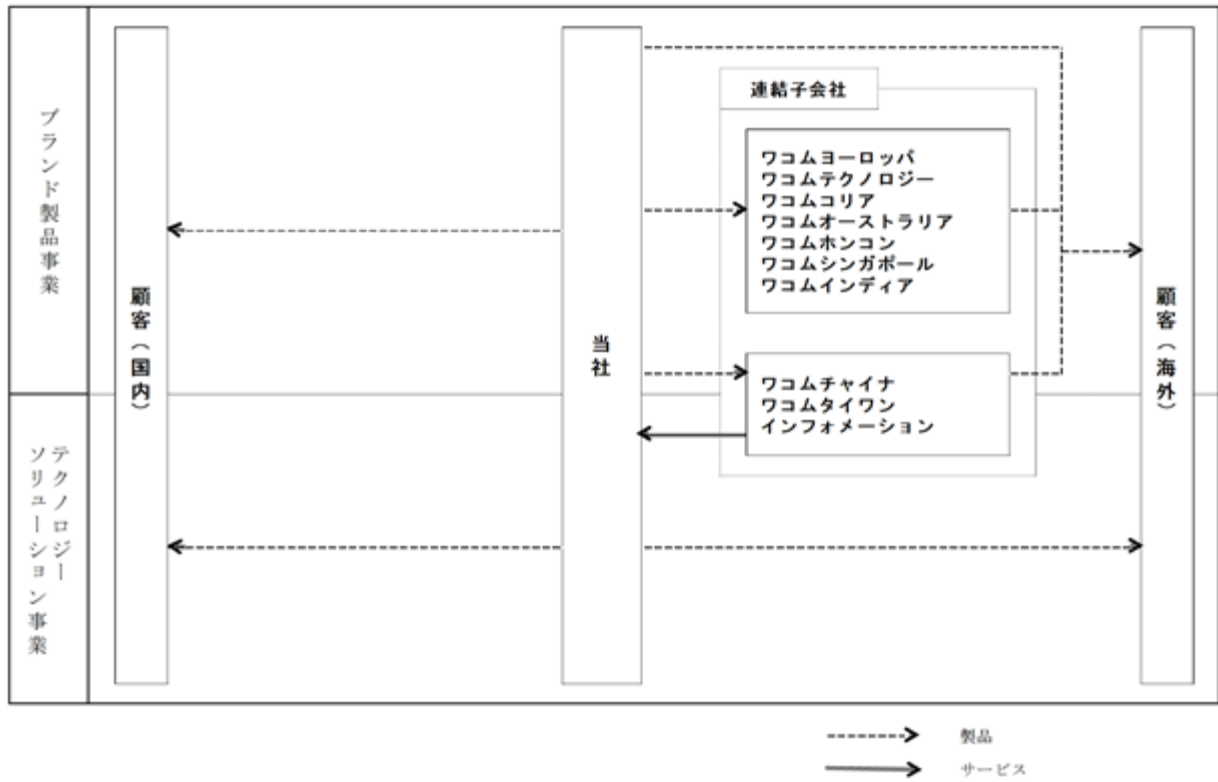 ブランド製品事業
テクノロジー
ソリューション事業
顧客（国内）
当社
連結子会社
ワコムヨーロッパ
ワコムテクノロジー
ワコムコリア
ワコムオーストラリア
ワコムホンコン
ワコムシンガポール
ワコムインディア
ワコムチャイナ
ワコムタイワン
インフォメーション
顧客（海外）
製品
サービス